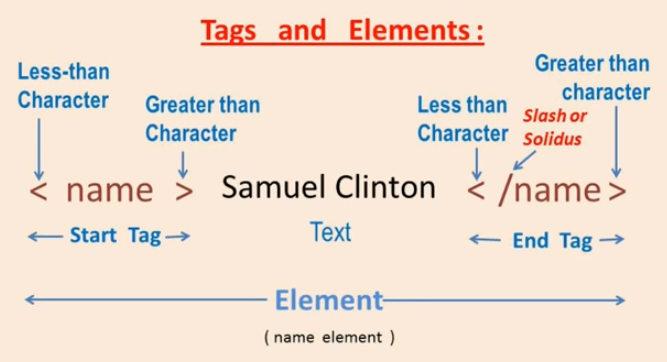 Tags and Elements :
Less-than
Character
Greater than
Character
Less than
Character
Slash or
Solidus
Greater than
character
< name > Samuel Clinton < /name >
Start Tag
Text
End Tag
Element
( name element )